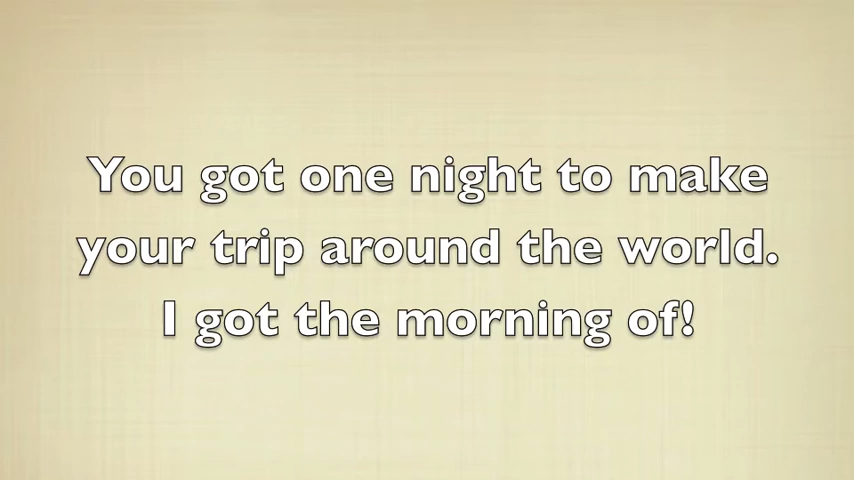 You got one night to make
your trip around the world.
I got the morning of!